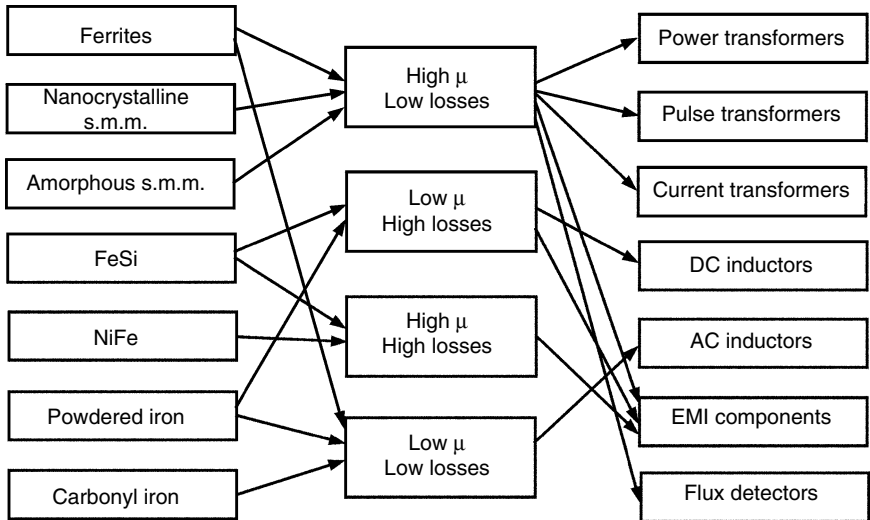 Ferrites
Nanocrystalline
s.m.m.
Amorphous s.m.m.
FeSi
NiFe
Powdered iron
Carbonyl iron
High μ
Low losses
Low μ
High losses
High μ
High losses
Low μ
Low losses
Power transformers
Pulse transformers
Current transformers
DC inductors
AC inductors
EMI components
Flux detectors